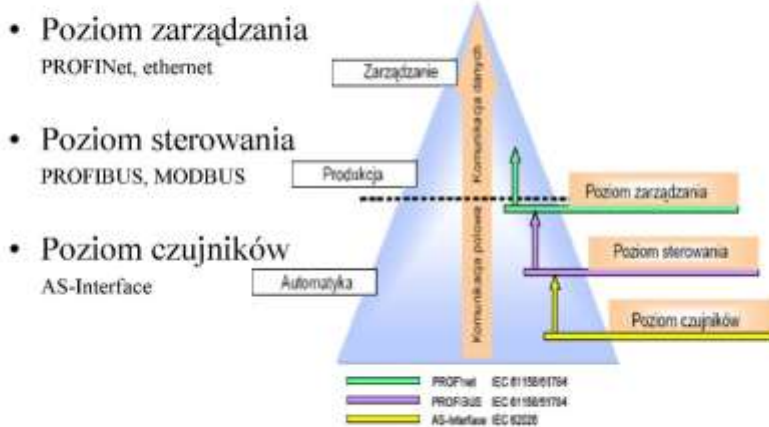 • Poziom zarządzania
PROFINet, ethernet
• Poziom sterowania
PROFIBUS, MODBUS
• Poziom czujników
AS-Interface
Zarządzanie
Produkcja
Automatyka
Komunikacja danych
Komunikacja polowa
Poziom zarządzania
Poziom sterowania
Poziom czujników
PROFInet IEC 61158/61784
PROFIBUS IEC 61158/61784
AS-Interface IEC 62026